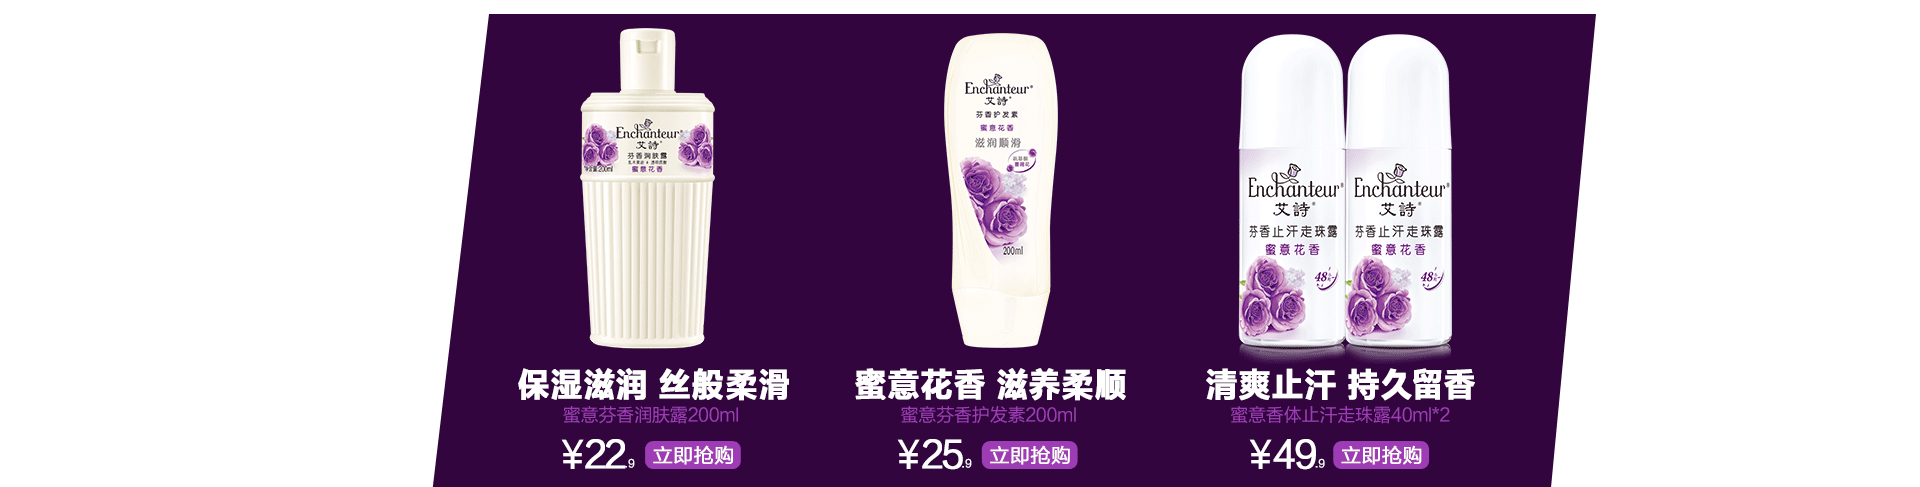 Enchanteur®
艾詩®
芬香润肤露
蜜意花香
200ml
保湿滋润 丝般柔滑
蜜意芬香润肤露200ml
¥22.9 立即抢购
Enchanteur®
艾詩®
芬香护发素
蜜意花香
滋润顺滑
200ml
蜜意花香 滋养柔顺
蜜意芬香护发素200ml
¥25.9 立即抢购
Enchanteur®
艾詩®
芬香止汗走珠露
蜜意花香
48
Enchanteur®
艾詩®
芬香止汗走珠露
蜜意花香
48
清爽止汗 持久留香
蜜意香体止汗走珠露40ml*2
¥49.9 立即抢购